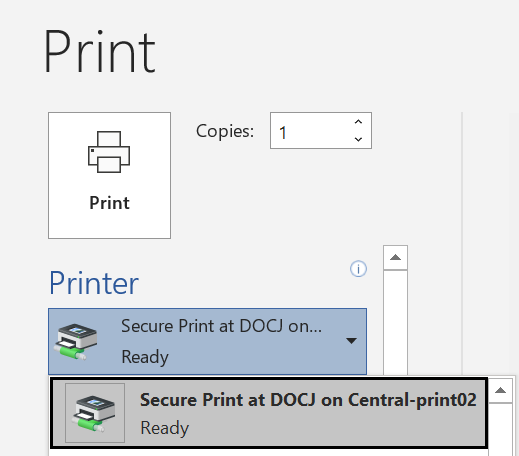 Print
Copies: 1
Print
Printer
Secure Print at DOCJ on...
Ready
Secure Print at DOCJ on Central-print02
Ready